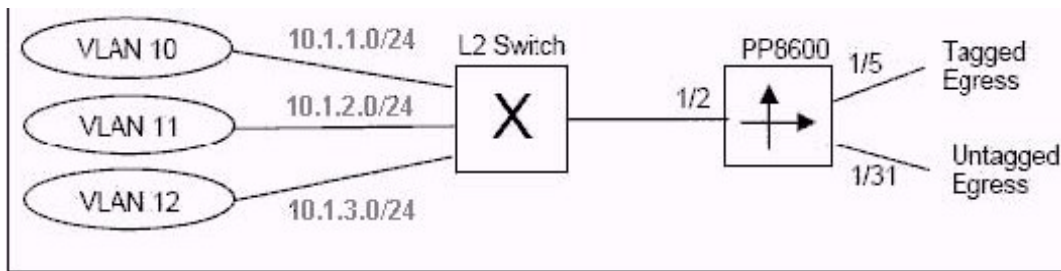 VLAN 10
10.1.1.0/24
L2 Switch
PP8600
1/5
Tagged
Egress
VLAN 11
10.1.2.0/24
X
1/2
VLAN 12
10.1.3.0/24
1/31
Untagged
Egress